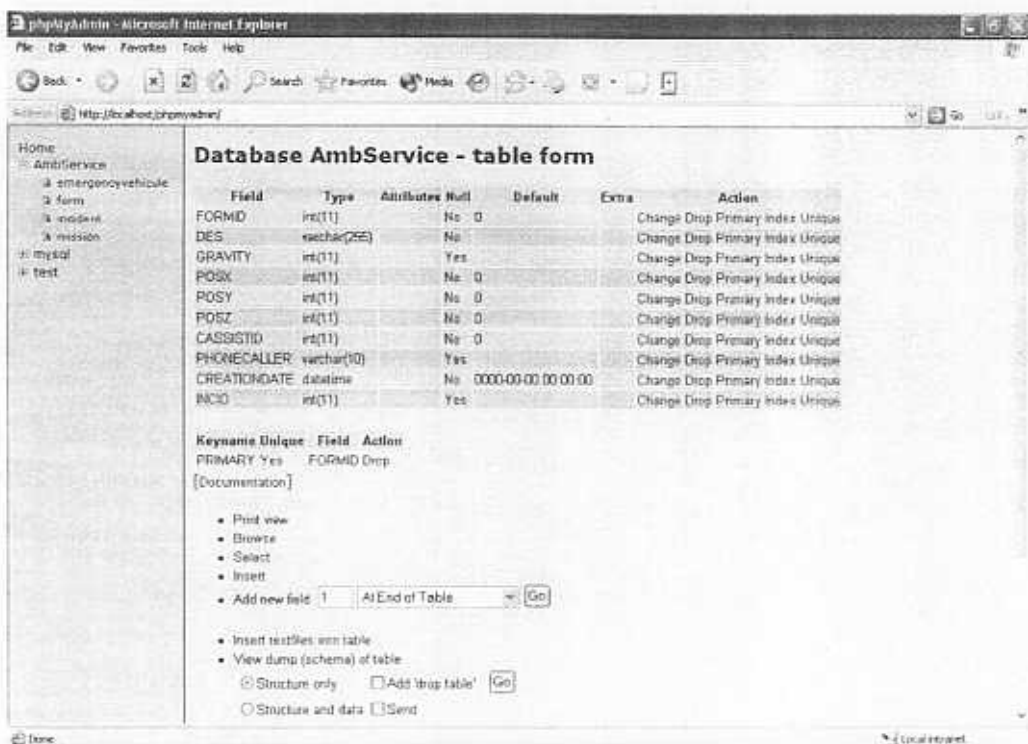 phpMyAdmin - Microsoft Internet Explorer
File Edit View Favorites Tools Help
Back Search Favorites Media
Address http://localhost/phpmyadmin/ Go
Home
AmbService
emergencyvehicule
form
incident
mission
mysql
test
Database AmbService - table form
Field Type Attributes Null Default Extra Action
FORMID int(11) No 0 Change Drop Primary Index Unique
DES varchar(255) No Change Drop Primary Index Unique
GRAVITY int(11) Yes Change Drop Primary Index Unique
POSX int(11) No 0 Change Drop Primary Index Unique
POSY int(11) No 0 Change Drop Primary Index Unique
POSZ int(11) No 0 Change Drop Primary Index Unique
CASSISTID int(11) No 0 Change Drop Primary Index Unique
PHONECALLER varchar(10) Yes Change Drop Primary Index Unique
CREATIONDATE datetime No 0000-00-00 00:00:00 Change Drop Primary Index Unique
INCID int(11) Yes Change Drop Primary Index Unique
Keyname Unique Field Action
PRIMARY Yes FORMID Drop
[Documentation]
Print view
Browse
Select
Insert
Add new field 1 At End of Table Go
Insert textfiles into table
View dump (schema) of table
Structure only Add 'drop table' Go
Structure and data Send
Done Local intranet